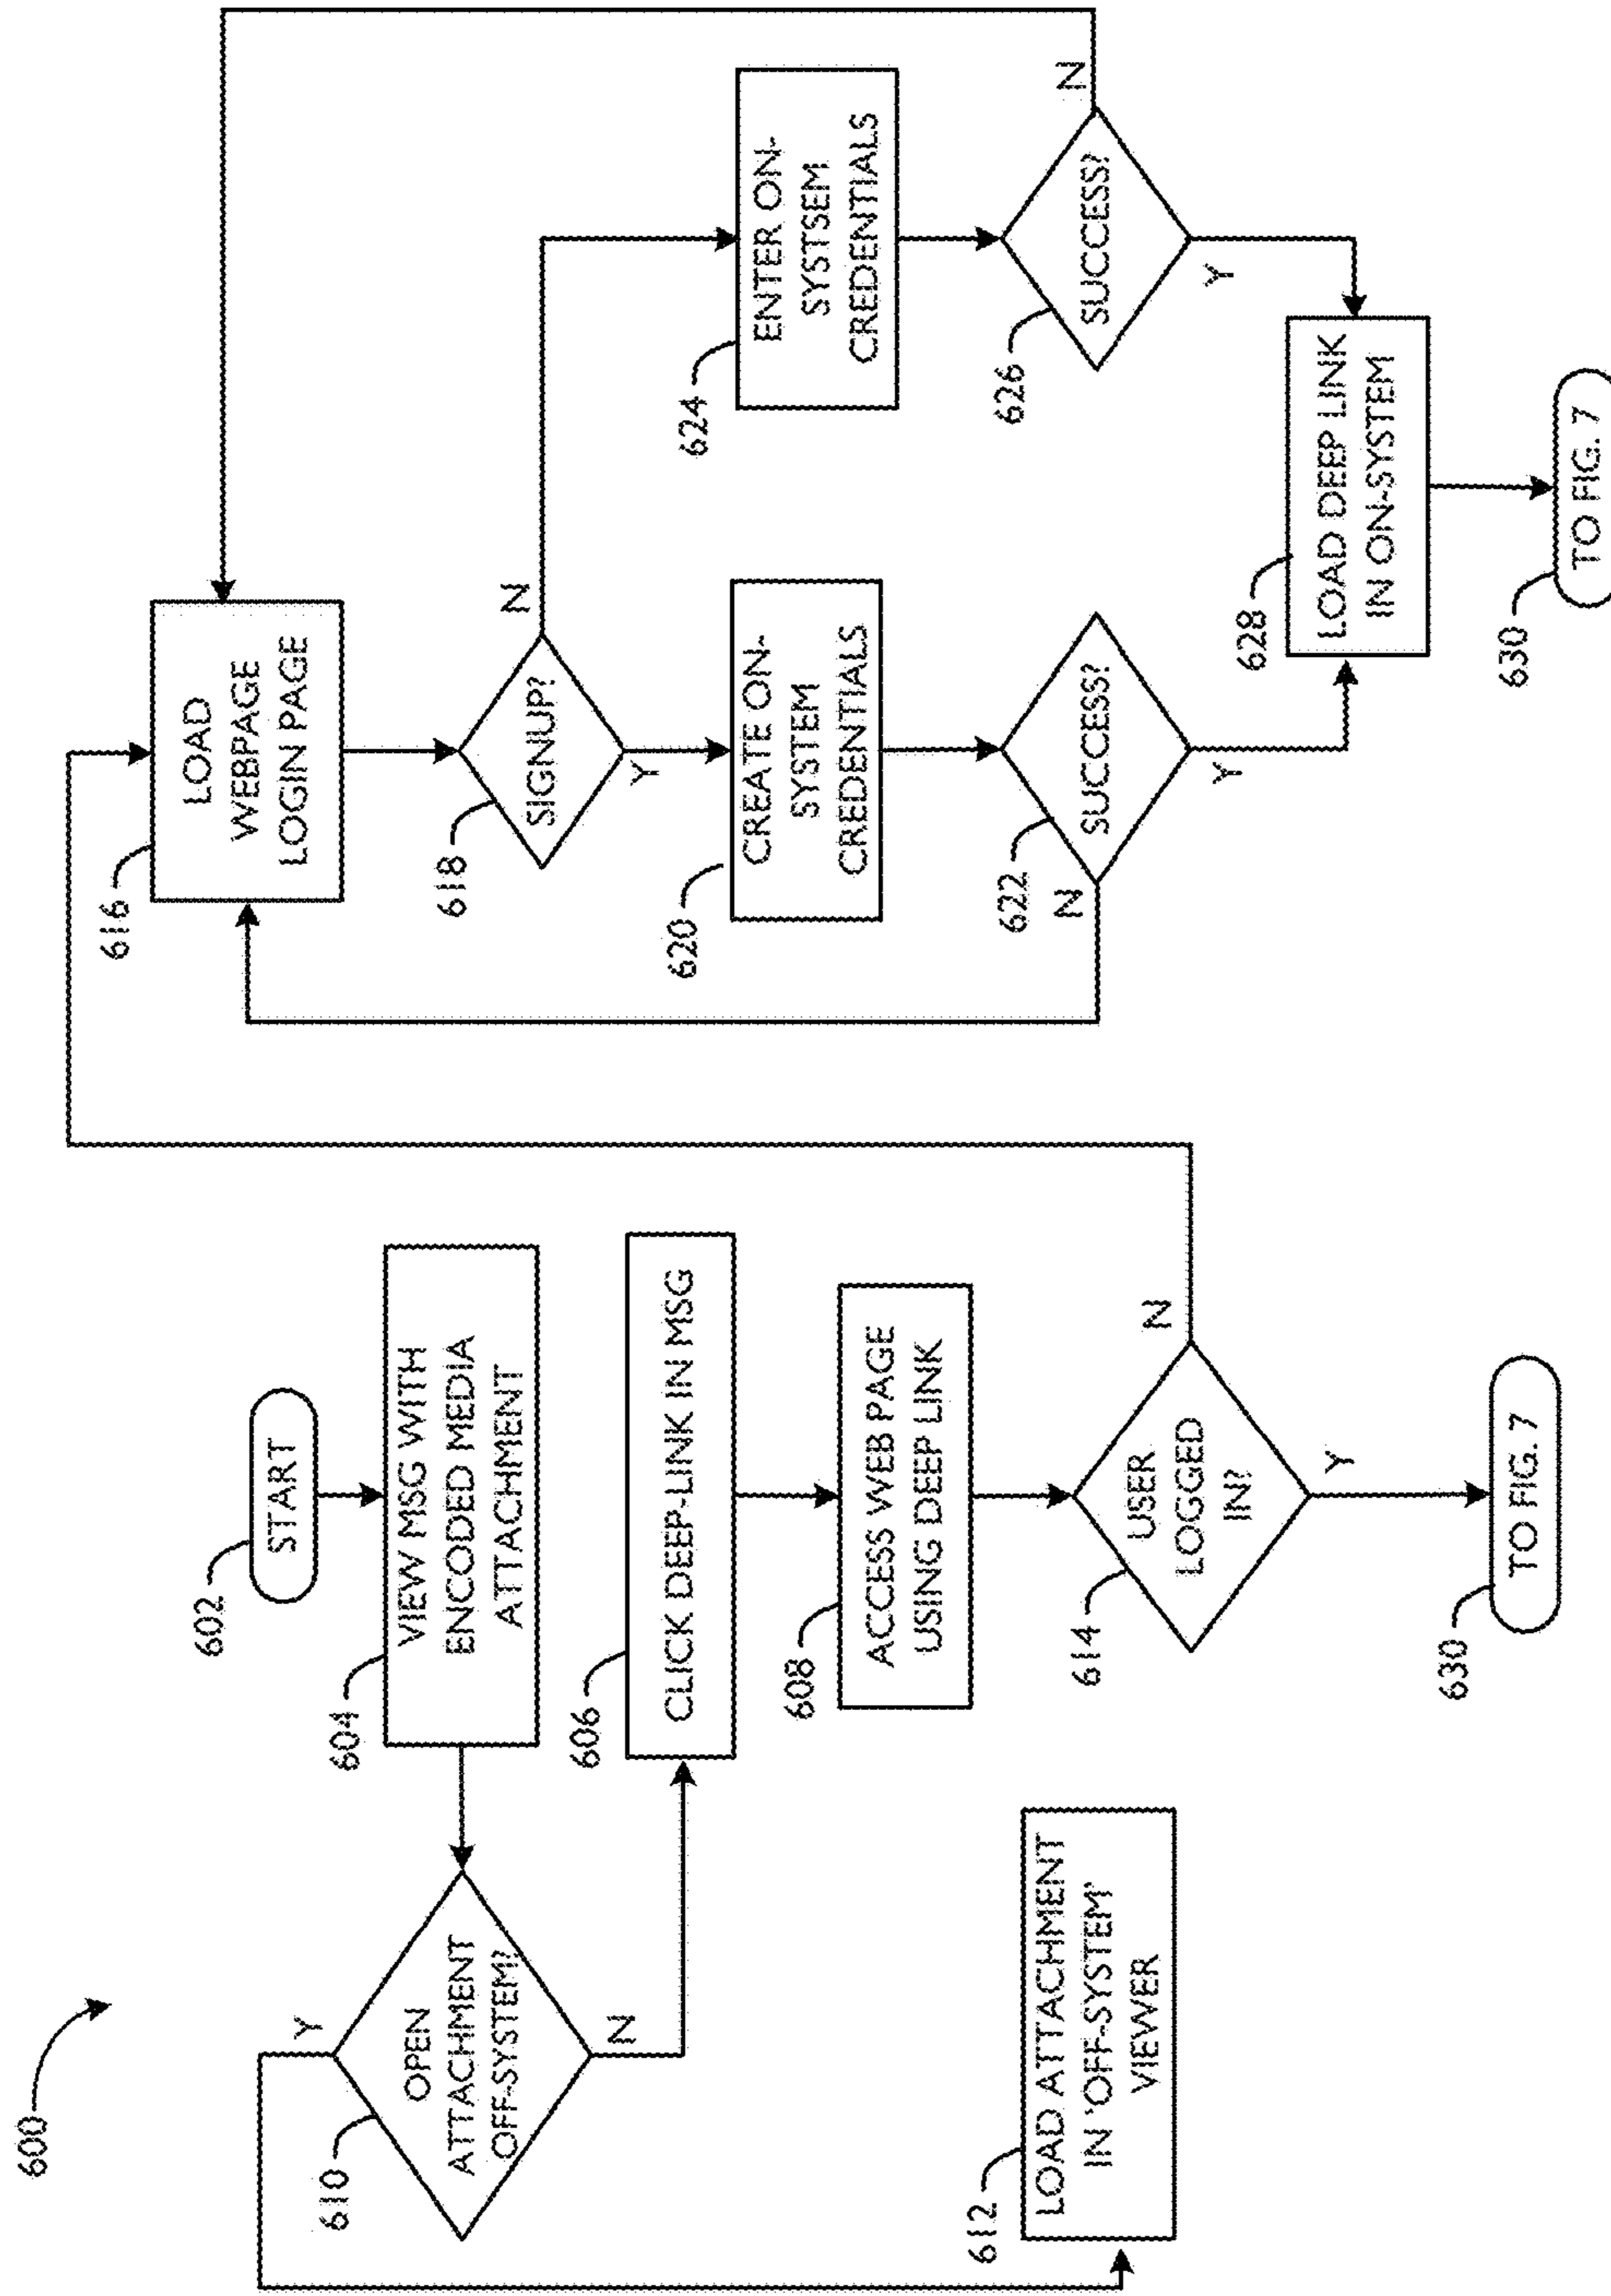 600
602
START
604
VIEW MSG WITH
ENCODED MEDIA
ATTACHMENT
610
OPEN
ATTACHMENT
OFF-SYSTEM?
Y
N
606
CLICK DEEP-LINK IN MSG
608
ACCESS WEB PAGE
USING DEEP LINK
612
LOAD ATTACHMENT
IN 'OFF-SYSTEM'
VIEWER
614
USER
LOGGED
IN?
N
Y
630
TO FIG. 7
616
LOAD
WEBPAGE
LOGIN PAGE
618
SIGNUP?
N
Y
620
CREATE ON-
SYSTEM
CREDENTIALS
624
ENTER ON-
SYSTSEM
CREDENTIALS
622
SUCCESS?
N
Y
626
SUCCESS?
N
Y
628
LOAD DEEP LINK
IN ON-SYSTEM
630
TO FIG. 7